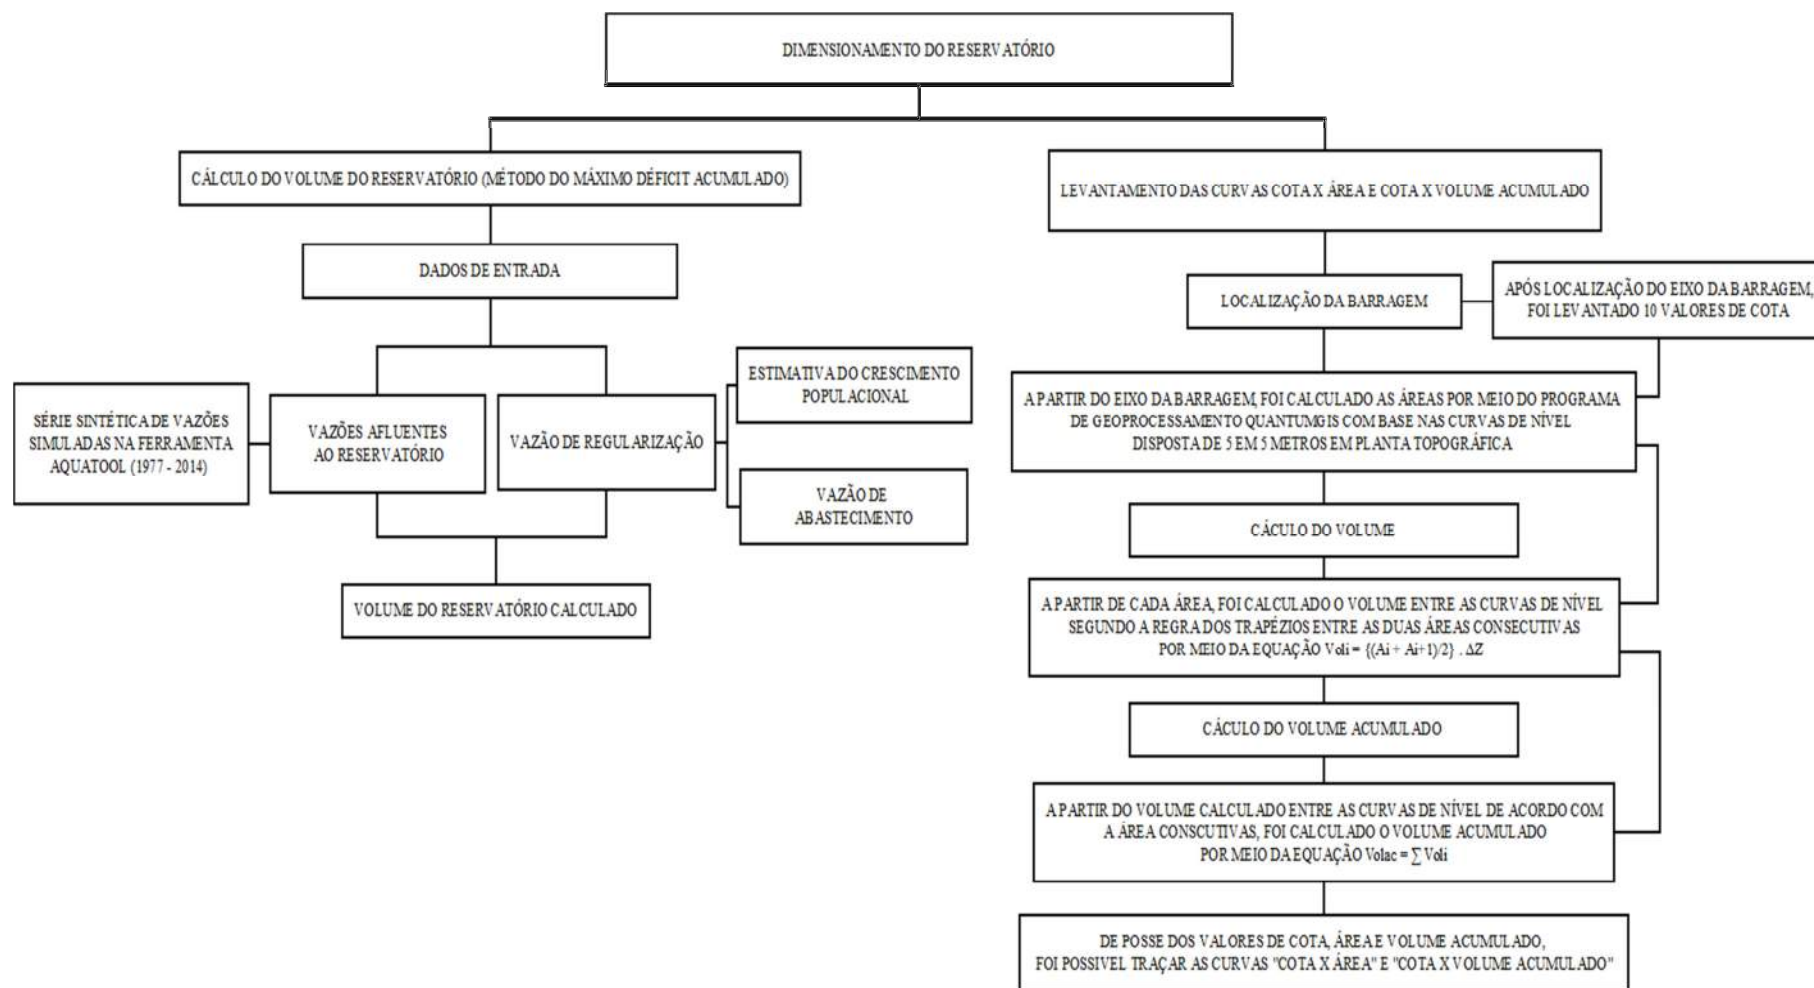 DIMENSIONAMENTO DO RESERVATÓRIO
CÁLCULO DO VOLUME DO RESERVATÓRIO (MÉTODO DO MÁXIMO DÉFICIT ACUMULADO)
DADOS DE ENTRADA
SÉRIE SINTÉTICA DE VAZÕES
SIMULADAS NA FERRAMENTA
AQUATOOL (1977 - 2014)
VAZÕES AFLUENTES
AO RESERVATÓRIO
VAZÃO DE REGULARIZAÇÃO
ESTIMATIVA DO CRESCIMENTO
POPULACIONAL
VAZÃO DE
ABASTECIMENTO
VOLUME DO RESERVATÓRIO CALCULADO
LEVANTAMENTO DAS CURVAS COTA X ÁREA E COTA X VOLUME ACUMULADO
LOCALIZAÇÃO DA BARRAGEM
APÓS LOCALIZAÇÃO DO EIXO DA BARRAGEM,
FOI LEVANTADO 10 VALORES DE COTA
A PARTIR DO EIXO DA BARRAGEM, FOI CALCULADO AS ÁREAS POR MEIO DO PROGRAMA
DE GEOPROCESSAMENTO QUANTUMGIS COM BASE NAS CURVAS DE NÍVEL
DISPOSTA DE 5 EM 5 METROS EM PLANTA TOPOGRÁFICA
CÁCULO DO VOLUME
A PARTIR DE CADA ÁREA, FOI CALCULADO O VOLUME ENTRE AS CURVAS DE NÍVEL
SEGUNDO A REGRA DOS TRAPÉZIOS ENTRE AS DUAS ÁREAS CONSECUTIVAS
POR MEIO DA EQUAÇÃO Voli = {(Ai + Ai+1)/2} . ΔZ
CÁCULO DO VOLUME ACUMULADO
A PARTIR DO VOLUME CALCULADO ENTRE AS CURVAS DE NÍVEL DE ACORDO COM
A ÁREA CONSCUTIVAS, FOI CALCULADO O VOLUME ACUMULADO
POR MEIO DA EQUAÇÃO Volac = ∑ Voli
DE POSSE DOS VALORES DE COTA, ÁREA E VOLUME ACUMULADO,
FOI POSSIVEL TRAÇAR AS CURVAS "COTA X ÁREA" E "COTA X VOLUME ACUMULADO"